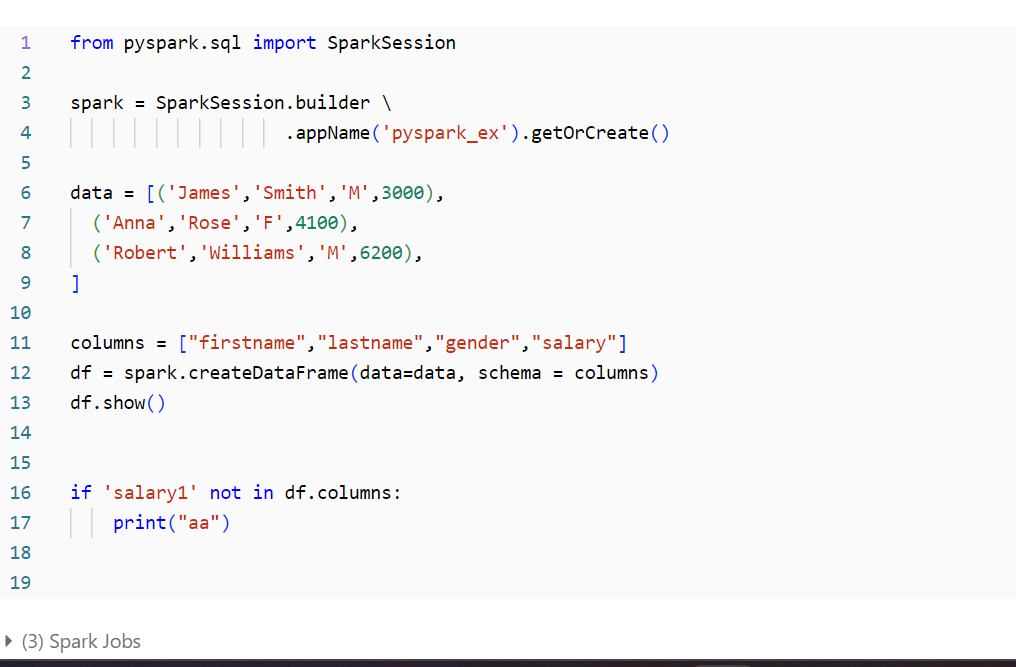 1 from pyspark.sql import SparkSession
2
3 spark = SparkSession.builder \
4 .appName('pyspark_ex').getOrCreate()
5
6 data = [('James','Smith','M',3000),
7 ('Anna','Rose','F',4100),
8 ('Robert','Williams','M',6200),
9 ]
10
11 columns = ["firstname","lastname","gender","salary"]
12 df = spark.createDataFrame(data=data, schema = columns)
13 df.show()
14
15
16 if 'salary1' not in df.columns:
17 print("aa")
18
19
(3) Spark Jobs